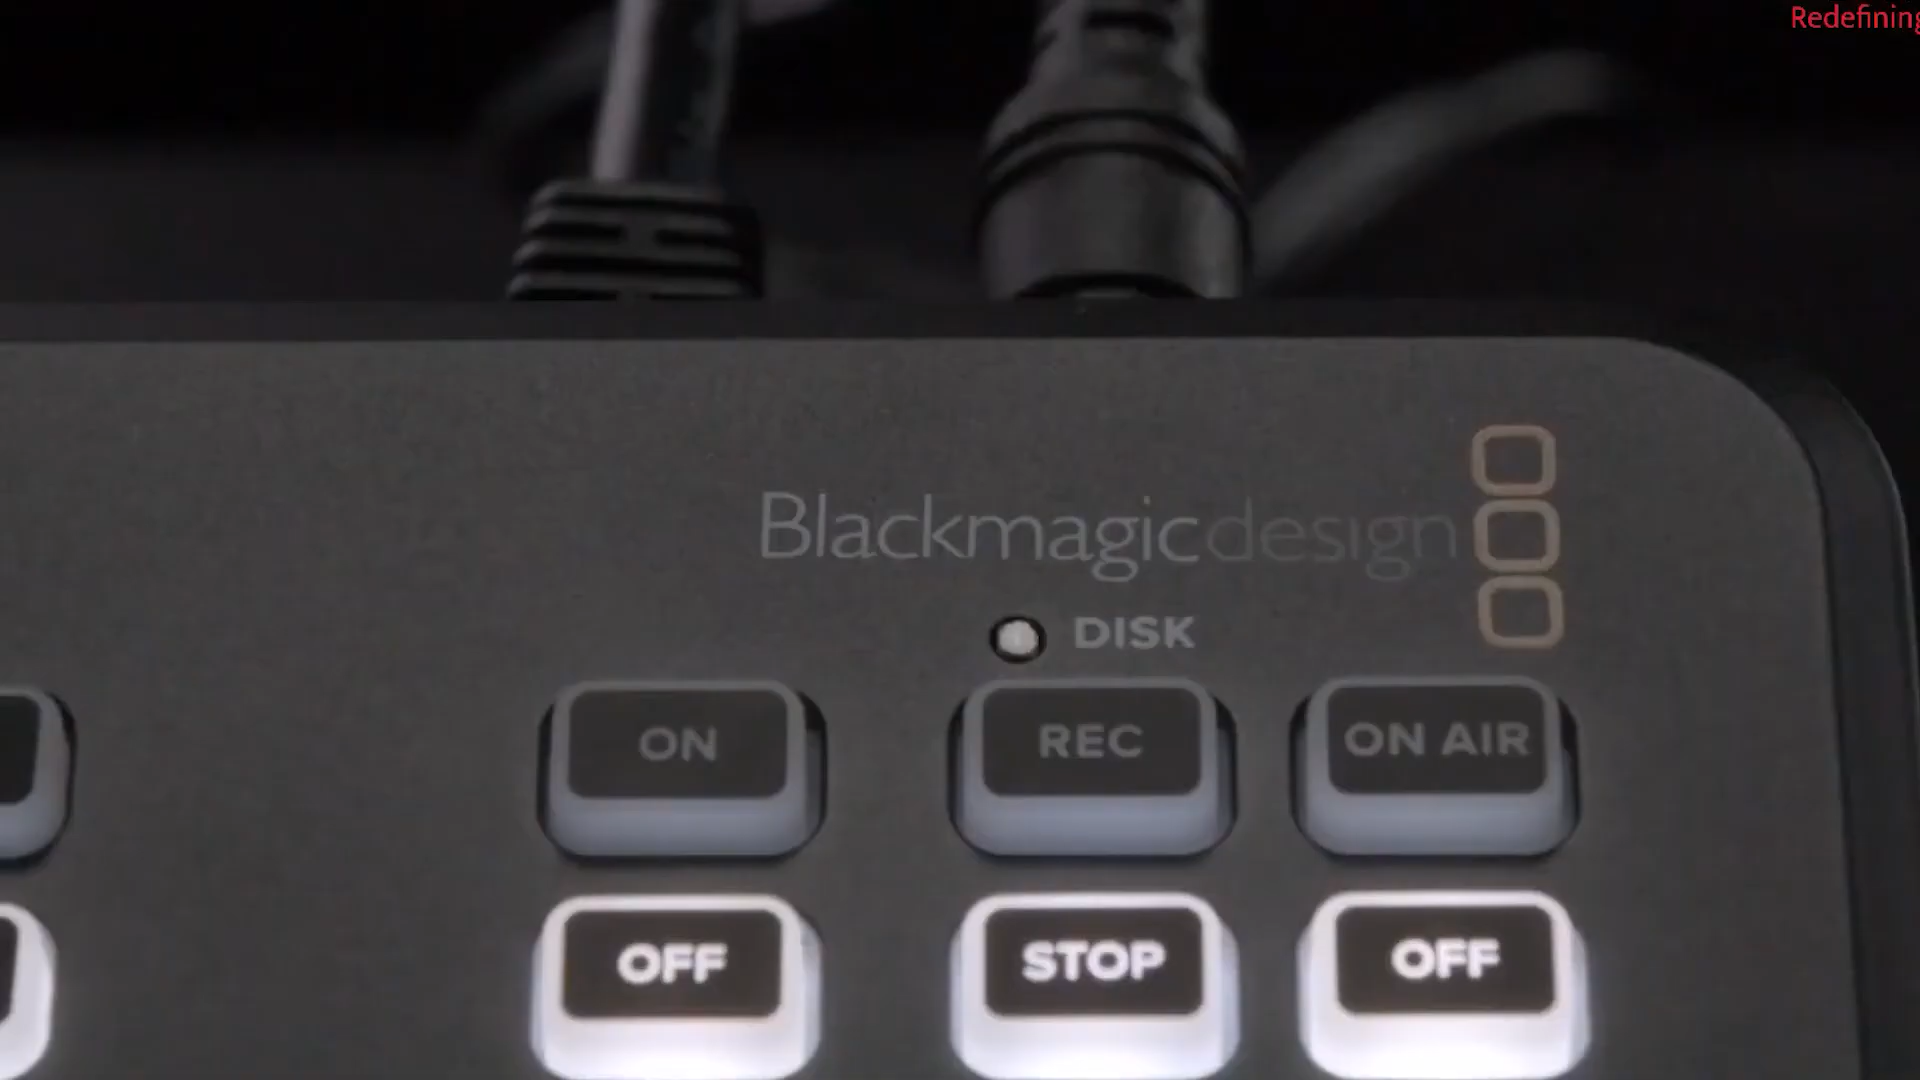 Redefining
Blackmagicdesign
DISK
ON
REC
ON AIR
OFF
STOP
OFF